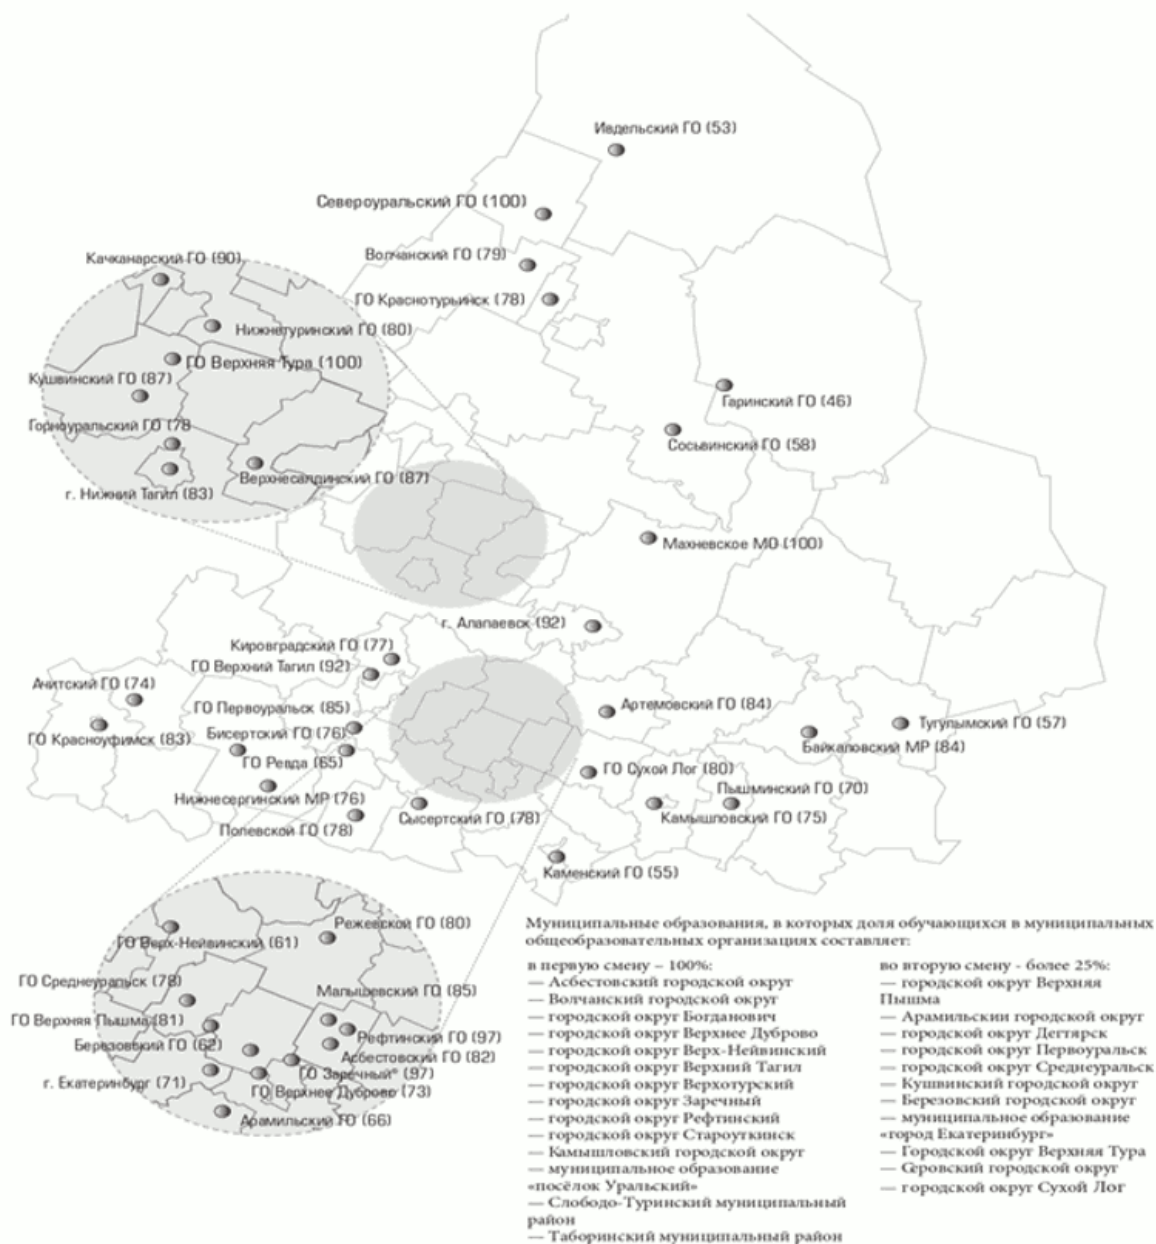 Ивдельский ГО (53)
Североуральский ГО (100)
Волчанский ГО (79)
Качканарский ГО (90)
ГО Краснотурьинск (78)
Нижнетуринский ГО (80)
ГО Верхняя Тура (100)
Кушвинский ГО (87)
Гаринский ГО (46)
Горноуральский ГО (78
Сосьвинский ГО (58)
Верхнесалдинский ГО (87)
г. Нижний Тагил (83)
Махневское МО (100)
г. Алапаевск (92)
Кировградский ГО (77)
ГО Верхний Тагил (92)
Ачитский ГО (74)
ГО Первоуральск (85)
Артемовский ГО (84)
Тугулымский ГО (57)
ГО Красноуфимск (83)
Бисертский ГО (76)
Байкаловский МР (84)
ГО Ревда (65)
ГО Сухой Лог (80)
Пышминский ГО (70)
Нижнесергинский МР (76)
Камышловский ГО (75)
Сысертский ГО (78)
Полевской ГО (78)
Каменский ГО (55)
Режевской ГО (80)
ГО Верх-Нейвинский (61)
ГО Среднеуральск (78)
Малышевский ГО (85)
ГО Верхняя Пышма (81)
Рефтинский ГО (97)
Березовский ГО (62)
Асбестовский ГО (82)
ГО Заречный* (97)
г. Екатеринбург (71)
ГО Верхнее Дуброво (73)
Арамильский ГО (66)
Муниципальные образования, в которых доля обучающихся в муниципальных
общеобразовательных организациях составляет:
в первую смену – 100%:
— Асбестовский городской округ
— Волчанский городской округ
— городской округ Богданович
— городской округ Верхнее Дуброво
— городской округ Верх-Нейвинский
— городской округ Верхний Тагил
— городской округ Верхотурский
— городской округ Заречный
— городской округ Рефтинский
— городской округ Староуткинск
— Камышловский городской округ
— муниципальное образование
«посёлок Уральский»
— Слободо-Туринский муниципальный
район
— Таборинский муниципальный район
во вторую смену - более 25%:
— городской округ Верхняя
Пышма
— Арамильский городской округ
— городской округ Дегтярск
— городской округ Первоуральск
— городской округ Среднеуральск
— Кушвинский городской округ
— Березовский городской округ
— муниципальное образование
«город Екатеринбург»
— Городской округ Верхняя Тура
— Серовский городской округ
— городской округ Сухой Лог